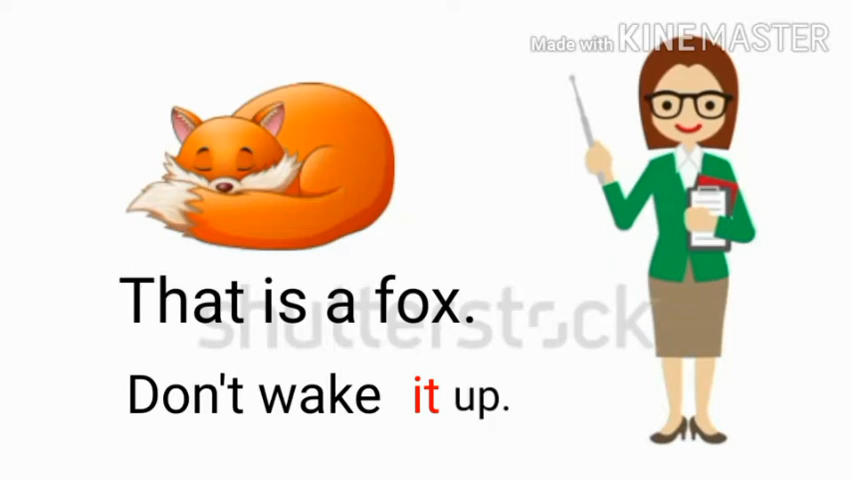 Made with KINEMASTER
That is a fox.
shutterstock
Don't wake it up.